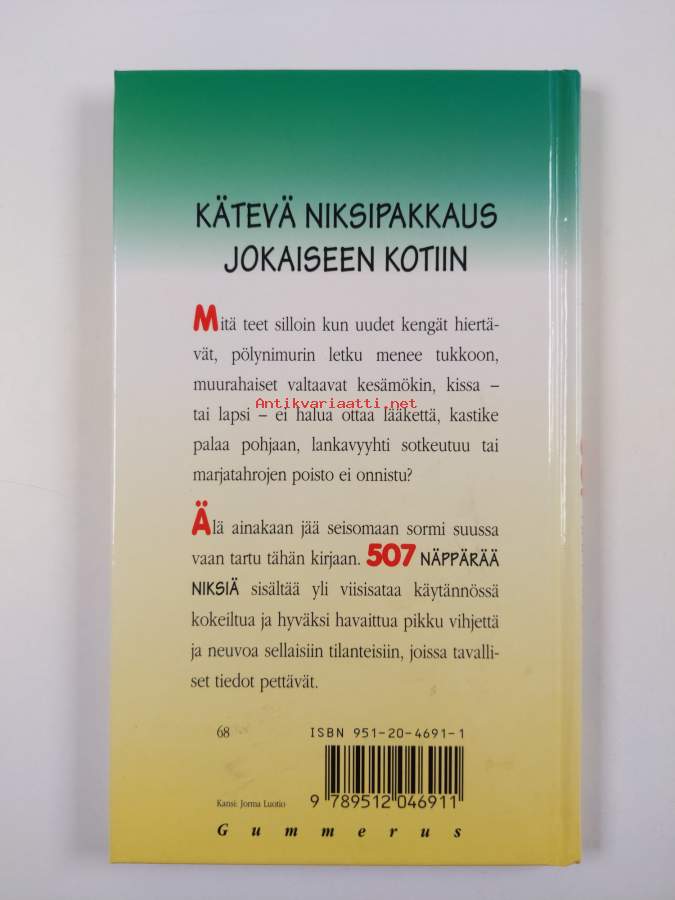 KÄTEVÄ NIKSIPAKKAUS
JOKAISEEN KOTIIN
Mitä teet silloin kun uudet kengät hiertä-
vät, pölynimurin letku menee tukkoon,
muurahaiset valtaavat kesämökin, kissa –
Antikvariaatti.net
tai lapsi – ei halua ottaa lääkettä, kastike
palaa pohjaan, lankavyyhti sotkeutuu tai
marjatahrojen poisto ei onnistu?
Älä ainakaan jää seisomaan sormi suussa
vaan tartu tähän kirjaan. 507 NÄPPÄRÄÄ
NIKSIÄ sisältää yli viisisataa käytännössä
kokeiltua ja hyväksi havaittua pikku vihjettä
ja neuvoa sellaisiin tilanteisiin, joissa tavalli-
set tiedot pettävät.
68 ISBN 951-20-4691-1
9 789512 046911
Kansi: Jorma Luotio
Gummerus